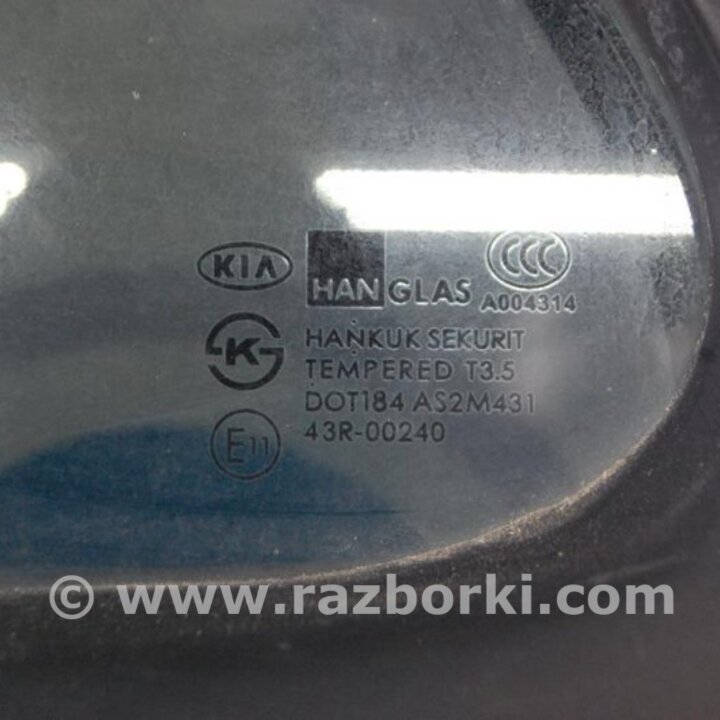 KIA
HANGLAS
CCC
A004314
K
HANKUK SEKURIT
TEMPERED T3.5
DOT184 AS2M431
E11
43R-00240
© www.razborki.com